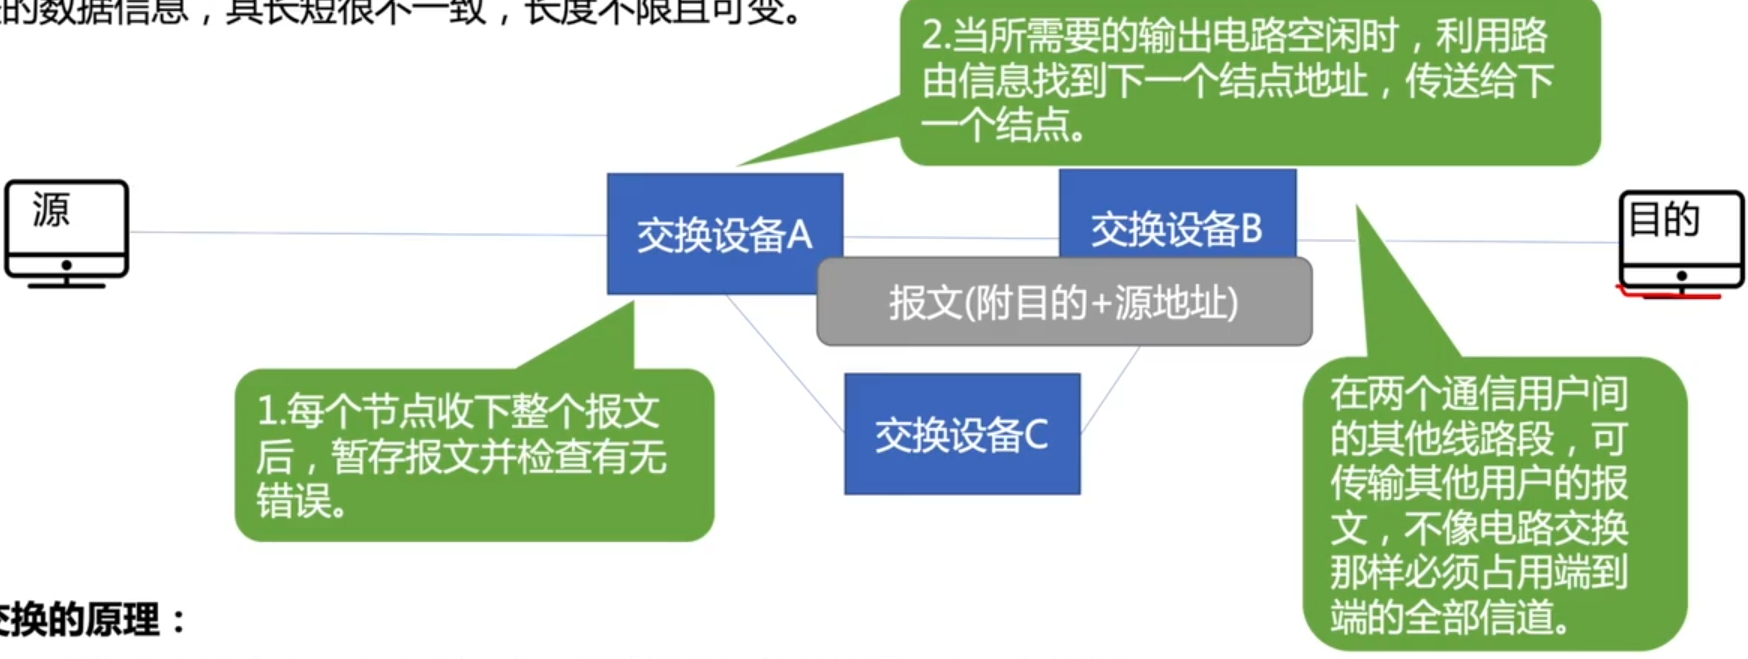 的数据信息，其长短很不一致，长度不限且可变。
2.当所需要的输出电路空闲时，利用路
由信息找到下一个结点地址，传送给下
一个结点。
源
交换设备A
交换设备B
目的
报文(附目的+源地址)
1.每个节点收下整个报文
后，暂存报文并检查有无
错误。
交换设备C
在两个通信用户间
的其他线路段，可
传输其他用户的报
文，不像电路交换
那样必须占用端到
端的全部信道。
交换的原理：